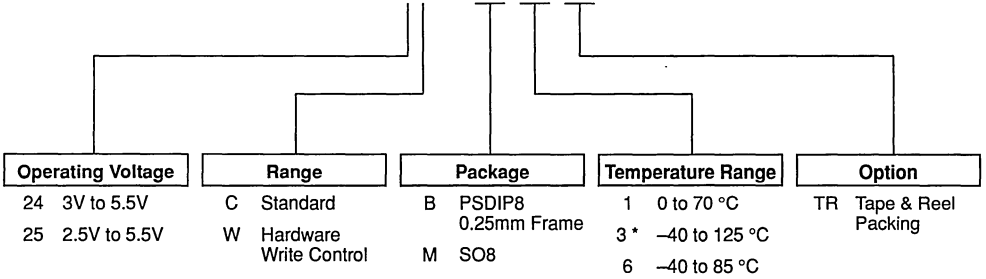 Operating Voltage
24 3V to 5.5V
25 2.5V to 5.5V
Range
C Standard
W Hardware
Write Control
Package
B PSDIP8
0.25mm Frame
M SO8
Temperature Range
1 0 to 70 °C
3 * –40 to 125 °C
6 –40 to 85 °C
Option
TR Tape & Reel
Packing